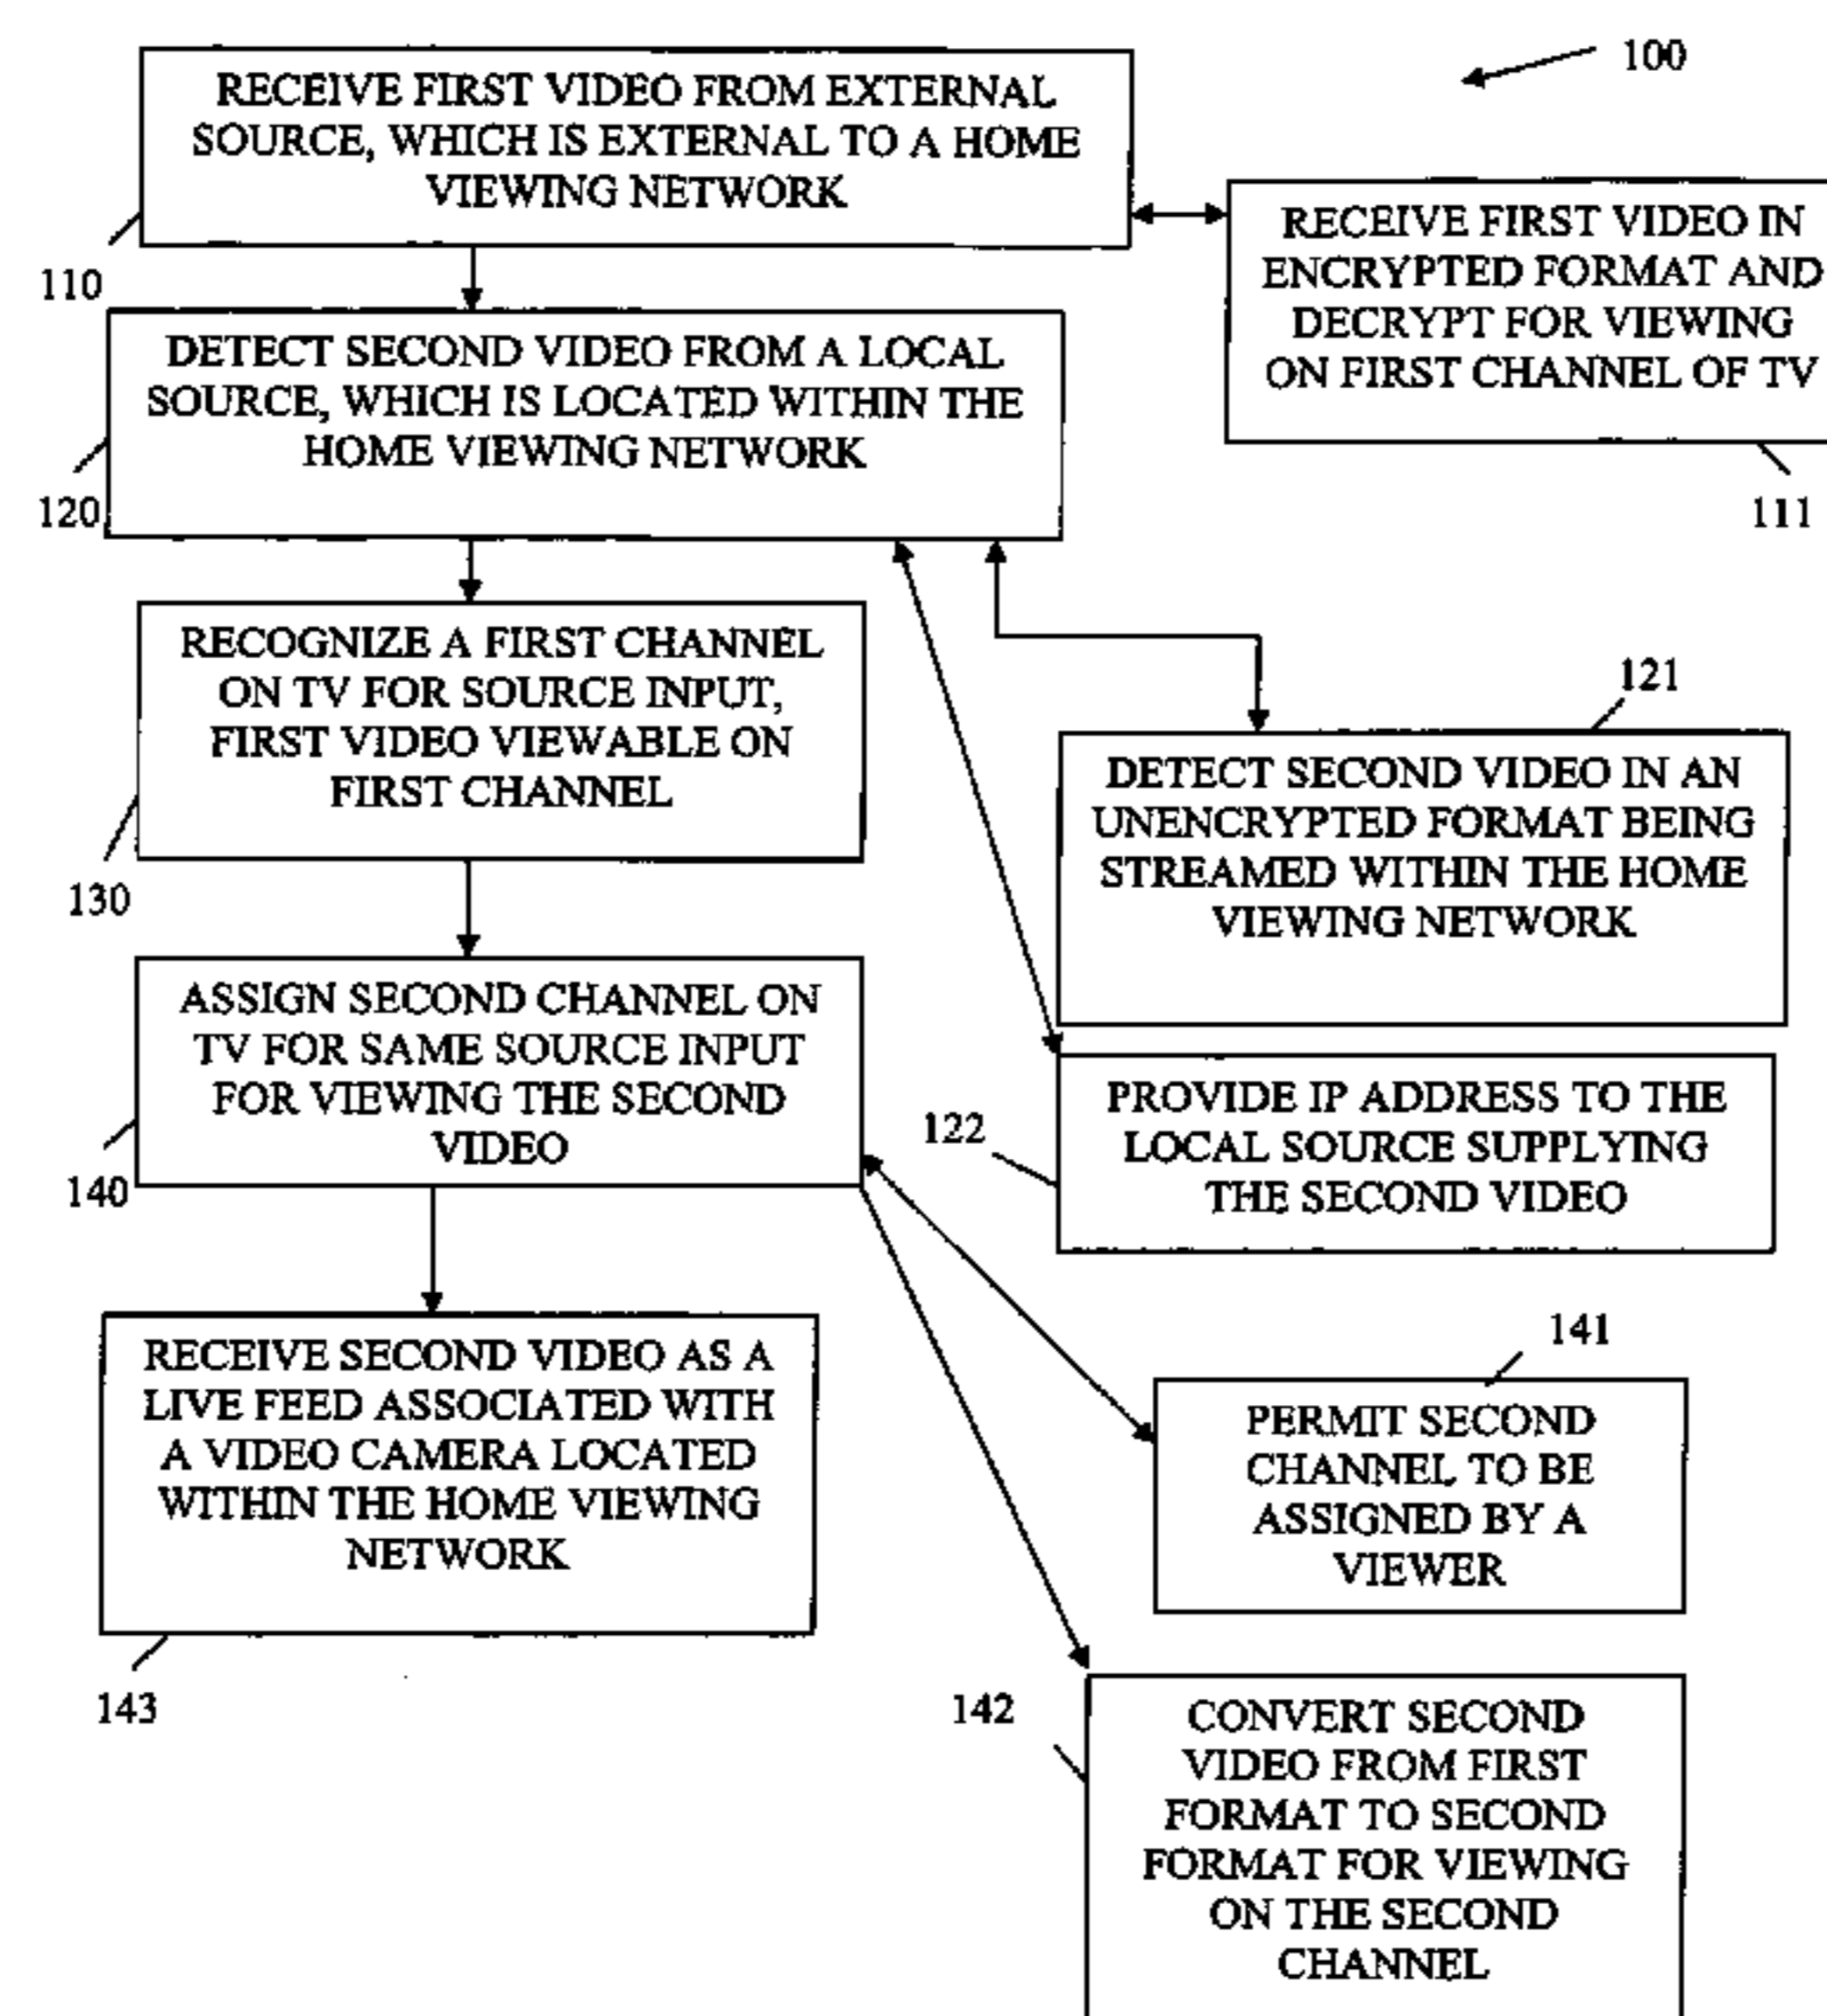 100
RECEIVE FIRST VIDEO FROM EXTERNAL
SOURCE, WHICH IS EXTERNAL TO A HOME
VIEWING NETWORK
110
RECEIVE FIRST VIDEO IN
ENCRYPTED FORMAT AND
DECRYPT FOR VIEWING
ON FIRST CHANNEL OF TV
111
DETECT SECOND VIDEO FROM A LOCAL
SOURCE, WHICH IS LOCATED WITHIN THE
HOME VIEWING NETWORK
120
RECOGNIZE A FIRST CHANNEL
ON TV FOR SOURCE INPUT,
FIRST VIDEO VIEWABLE ON
FIRST CHANNEL
130
121
DETECT SECOND VIDEO IN AN
UNENCRYPTED FORMAT BEING
STREAMED WITHIN THE HOME
VIEWING NETWORK
ASSIGN SECOND CHANNEL ON
TV FOR SAME SOURCE INPUT
FOR VIEWING THE SECOND
VIDEO
140
122
PROVIDE IP ADDRESS TO THE
LOCAL SOURCE SUPPLYING
THE SECOND VIDEO
RECEIVE SECOND VIDEO AS A
LIVE FEED ASSOCIATED WITH
A VIDEO CAMERA LOCATED
WITHIN THE HOME VIEWING
NETWORK
143
141
PERMIT SECOND
CHANNEL TO BE
ASSIGNED BY A
VIEWER
142
CONVERT SECOND
VIDEO FROM FIRST
FORMAT TO SECOND
FORMAT FOR VIEWING
ON THE SECOND
CHANNEL